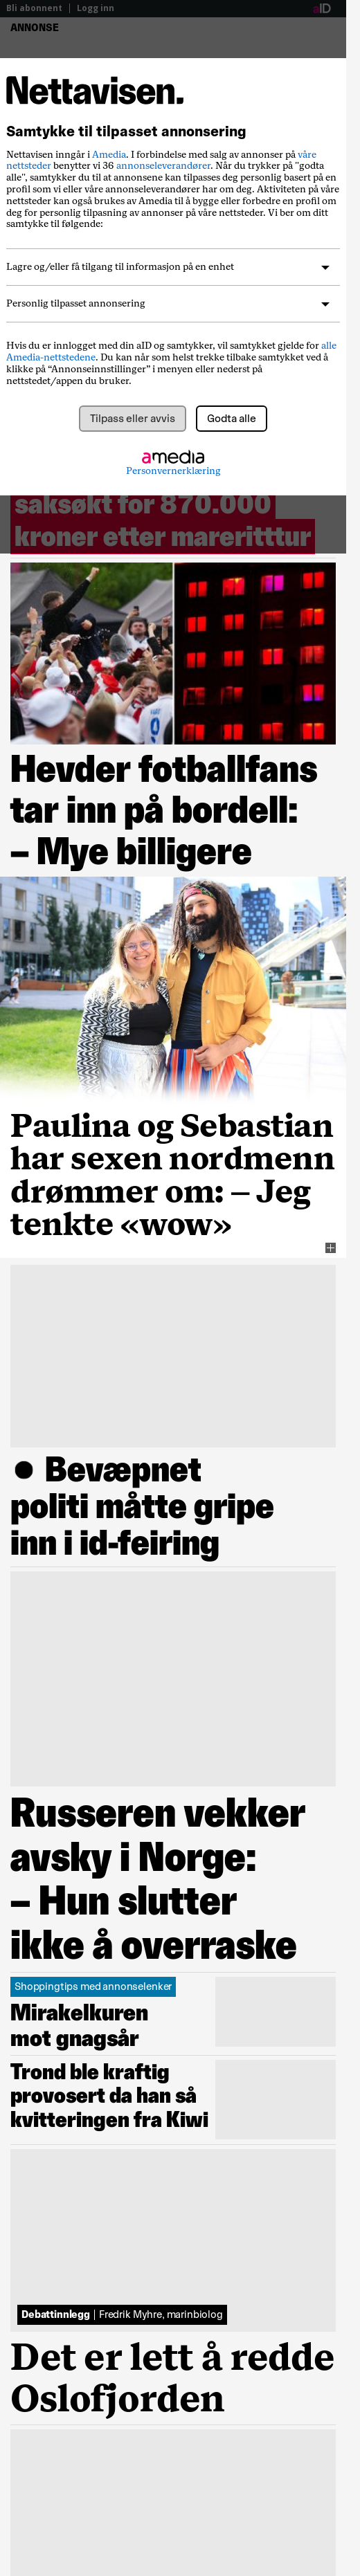 Bli abonnent | Logg inn
aID
ANNONSE
Nettavisen.
Samtykke til tilpasset annonsering
Nettavisen inngår i Amedia. I forbindelse med salg av annonser på våre
nettsteder benytter vi 36 annonseleverandører. Når du trykker på "godta
alle", samtykker du til at annonsene kan tilpasses deg personlig basert på en
profil som vi eller våre annonseleverandører har om deg. Aktiviteten på våre
nettsteder kan også brukes av Amedia til å bygge eller forbedre en profil om
deg for personlig tilpasning av annonser på våre nettsteder. Vi ber om ditt
samtykke til følgende:
Lagre og/eller få tilgang til informasjon på en enhet
Personlig tilpasset annonsering
Hvis du er innlogget med din aID og samtykker, vil samtykket gjelde for alle
Amedia-nettstedene. Du kan når som helst trekke tilbake samtykket ved å
klikke på “Annonseinnstillinger” i menyen eller nederst på
nettstedet/appen du bruker.
Tilpass eller avvis
Godta alle
amedia
Personvernerklæring
saksøkt for 870.000
kroner etter marerittur
Hevder fotballfans
tar inn på bordell:
– Mye billigere
Paulina og Sebastian
har sexen nordmenn
drømmer om: – Jeg
tenkte «wow»
● Bevæpnet
politi måtte gripe
inn i id-feiring
Russeren vekker
avsky i Norge:
– Hun slutter
ikke å overraske
Shoppingtips med annonselenker
Mirakelkuren
mot gnagsår
Trond ble kraftig
provosert da han så
kvitteringen fra Kiwi
Debattinnlegg | Fredrik Myhre, marinbiolog
Det er lett å redde
Oslofjorden